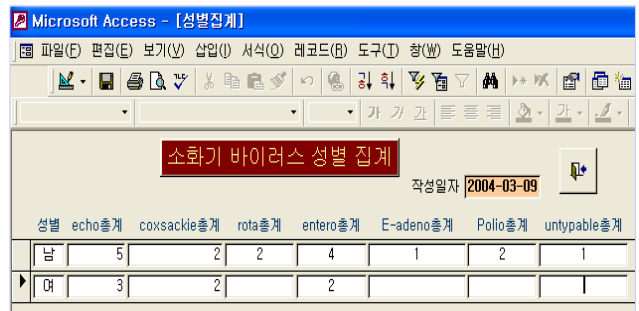 Microsoft Access - [성별집계]
파일(F) 편집(E) 보기(V) 삽입(I) 서식(O) 레코드(R) 도구(T) 창(W) 도움말(H)
가 가 가 가
소화기 바이러스 성별 집계
작성일자 2004-03-09
성별 echo총계 coxsackie총계 rota총계 entero총계 E-adeno총계 Polio총계 untypable총계
남 5 2 2 4 1 2 1
여 3 2 2